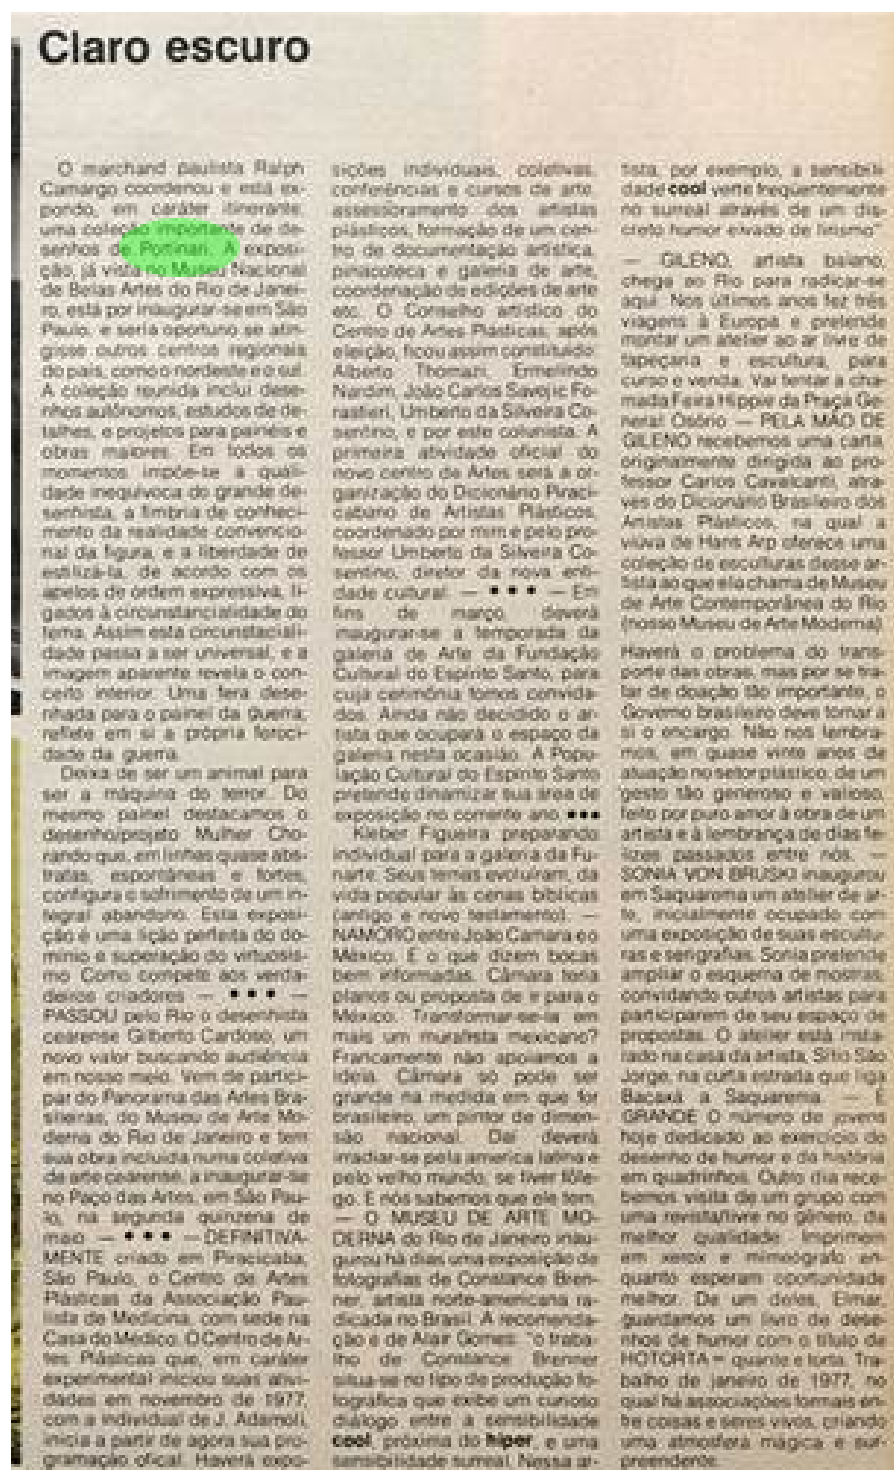 Claro escuro
O marchand paulista Ralph
Camargo coordenou e está ex-
pondo, em caráter itinerante,
uma coleção importante de de-
senhos de Portinari. A exposi-
ção, já vista no Museu Nacional
de Belas Artes do Rio de Janei-
ro, está por inaugurar-se em São
Paulo, e seria oportuno se atin-
gisse outros centros regionais
do país, como o nordeste e o sul.
A coleção reunida inclui dese-
nhos autônomos, estudos de de-
talhes, e projetos para painéis e
obras maiores. Em todos os
momentos impõe-se a quali-
dade inequívoca do grande de-
senhista, a fimbria de conheci-
mento da realidade convencio-
nal da figura, e a liberdade de
estilizá-la, de acordo com os
apelos de ordem expressiva, li-
gados à circunstancialidade do
tema. Assim esta circunstaciali-
dade passa a ser universal, e a
imagem aparente revela o con-
ceito interior. Uma fera dese-
nhada para o painel da guerra,
reflete em si a própria feroci-
dade da guerra.
Deixa de ser um animal para
ser a máquina do terror. Do
mesmo painel destacamos o
desenho/projeto Mulher Cho-
rando que, em linhas quase abs-
tratas, espontâneas e fortes,
configura o sofrimento de um in-
tegral abandono. Esta exposi-
ção é uma lição perfeita do do-
mínio e superação do virtuosis-
mo Como compete aos verda-
deiros criadores — • • • —
PASSOU pelo Rio o desenhista
cearense Gilberto Cardoso, um
novo valor buscando audiência
em nosso meio. Vem de partici-
par do Panorama das Artes Bra-
sileiras, do Museu de Arte Mo-
derna do Rio de Janeiro e tem
sua obra incluida numa coletiva
de arte cearense, a inaugurar-se
no Paço das Artes, em São Pau-
lo, na segunda quinzena de
maio — • • • — DEFINITIVA-
MENTE criado em Piracicaba,
São Paulo, o Centro de Artes
Plásticas da Associação Pau-
lista de Medicina, com sede na
Casa do Médico. O Centro de Ar-
tes Plásticas que, em caráter
experimental iniciou suas ativi-
dades em novembro de 1977,
com a individual de J. Adamoli,
inicia a partir de agora sua pro-
gramação oficial. Haverá expo-
sições individuais, coletivas,
conferências e cursos de arte,
assessoramento dos artistas
plásticos, formação de um cen-
tro de documentação artística,
pinacoteca e galeria de arte,
coordenação de edições de arte
etc. O Conselho artístico do
Centro de Artes Plásticas, após
eleição, ficou assim constituído:
Alberto Thomazi, Ermelindo
Nardim, João Carlos Savojic Fo-
rastieri, Umberto da Silveira Co-
sentino, e por este colunista. A
primeira atividade oficial do
novo centro de Artes será a or-
ganização do Dicionário Piraci-
cabano de Artistas Plásticos,
coordenado por mim e pelo pro-
fessor Umberto da Silveira Co-
sentino, diretor da nova enti-
dade cultural. — • • • — Em
fins de março, deverá
inaugurar-se a temporada da
galeria de Arte da Fundação
Cultural do Espírito Santo, para
cuja cerimônia fomos convida-
dos. Ainda não decidido o ar-
tista que ocupará o espaço da
galeria nesta ocasião. A Popu-
lação Cultural do Espírito Santo
pretende dinamizar sua área de
exposição no corrente ano. •••
Kleber Figueira preparando
individual para a galeria da Fu-
narte. Seus temas evoluíram, da
vida popular às cenas bíblicas
(antigo e novo testamento). —
NAMORO entre João Camara e o
México. É o que dizem bocas
bem informadas. Câmara teria
planos ou proposta de ir para o
México. Transformar-se-ia em
mais um muralista mexicano?
Francamente não apoiamos a
idéia. Câmara só pode ser
grande na medida em que for
brasileiro, um pintor de dimen-
são nacional. Daí deverá
irradiar-se pela america latina e
pelo velho mundo, se tiver fôle-
go. E nós sabemos que ele tem.
— O MUSEU DE ARTE MO-
DERNA do Rio de Janeiro inau-
gurou há dias uma exposição de
fotografias de Constance Bren-
ner, artista norte-americana ra-
dicada no Brasil. A recomenda-
ção é de Alair Gomes: "o traba-
lho de Constance Brenner
situa-se no tipo de produção fo-
tográfica que exibe um curioso
diálogo entre a sensibilidade
cool, próxima do hiper, e uma
sensibilidade surreal. Nessa ar-
tista, por exemplo, a sensibili-
dade cool verte freqüentemente
no surreal através de um dis-
creto humor eivado de lirismo"
— GILENO, artista baiano,
chega ao Rio para radicar-se
aqui. Nos últimos anos fez três
viagens à Europa e pretende
montar um atelier ao ar livre de
tapeçaria e escultura, para
curso e venda. Vai tentar a cha-
mada Feira Hippie da Praça Ge-
neral Osório — PELA MÃO DE
GILENO recebemos uma carta,
originalmente dirigida ao pro-
fessor Carlos Cavalcanti, atra-
vés do Dicionário Brasileiro dos
Artistas Plásticos, na qual a
viúva de Hans Arp oferece uma
coleção de esculturas desse ar-
tista ao que ela chama de Museu
de Arte Contemporânea do Rio
(nosso Museu de Arte Moderna).
Haverá o problema do trans-
porte das obras, mas por se tra-
tar de doação tão importante, o
Governo brasileiro deve tomar a
si o encargo. Não nos lembra-
mos, em quase vinte anos de
atuação no setor plástico, de um
gesto tão generoso e valioso,
feito por puro amor à obra de um
artista e à lembrança de dias fe-
lizes passados entre nós. —
SONIA VON BRUSKI inaugurou
em Saquarema um atelier de ar-
te, inicialmente ocupado com
uma exposição de suas escultu-
ras e serigrafias. Sonia pretende
ampliar o esquema de mostras,
convidando outros artistas para
participarem de seu espaço de
propostas. O atelier está insta-
lado na casa da artista, Sítio São
Jorge, na curta estrada que liga
Bacaxá a Saquarema. — É
GRANDE O número de jovens
hoje dedicado ao exercício do
desenho de humor e da história
em quadrinhos. Outro dia rece-
bemos visita de um grupo com
uma revista/livre no gênero, da
melhor qualidade. Imprimem
em xerox e mimeógrafo en-
quanto esperam oportunidade
melhor. De um deles, Elmar,
guardamos um livro de dese-
nhos de humor com o título de
HOTORTA = quante e torta. Tra-
balho de janeiro de 1977, no
qual há associações formais en-
tre coisas e seres vivos, criando
uma atmosfera mágica e sur-
preendente.